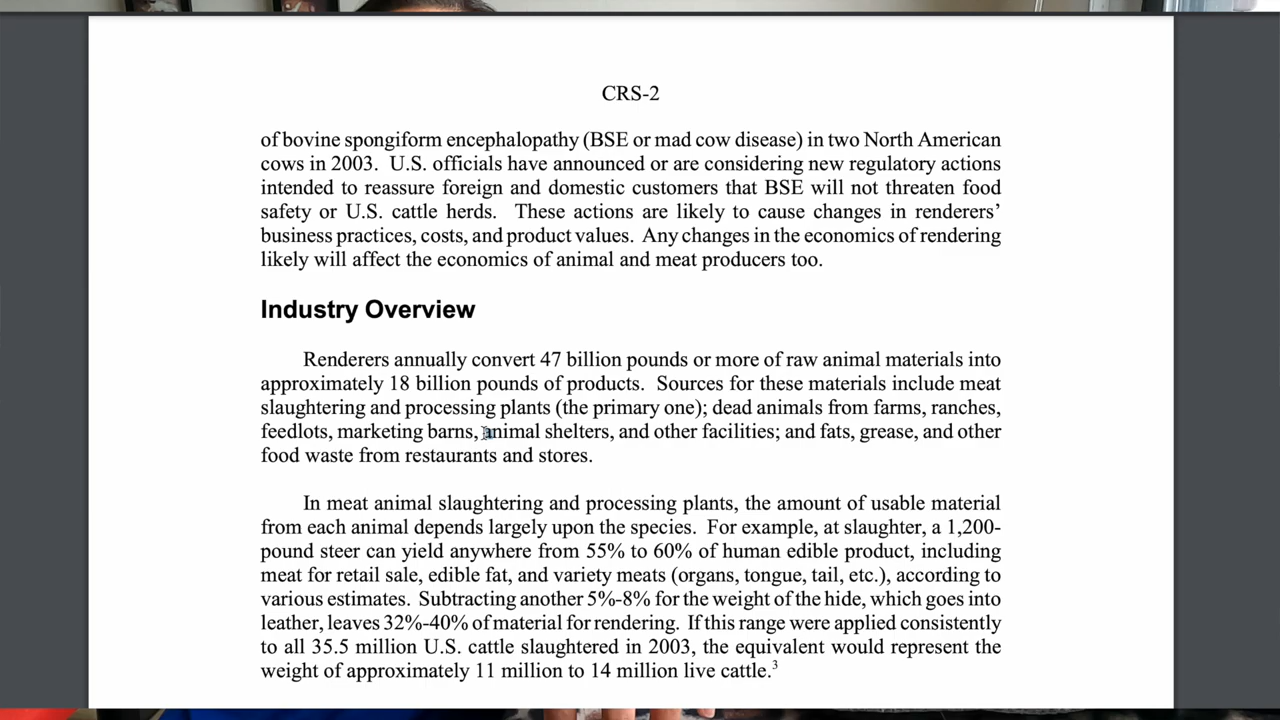 CRS-2
of bovine spongiform encephalopathy (BSE or mad cow disease) in two North American
cows in 2003.  U.S. officials have announced or are considering new regulatory actions
intended to reassure foreign and domestic customers that BSE will not threaten food
safety or U.S. cattle herds.  These actions are likely to cause changes in renderers’
business practices, costs, and product values.  Any changes in the economics of rendering
likely will affect the economics of animal and meat producers too.
Industry Overview
Renderers annually convert 47 billion pounds or more of raw animal materials into
approximately 18 billion pounds of products.  Sources for these materials include meat
slaughtering and processing plants (the primary one); dead animals from farms, ranches,
feedlots, marketing barns, animal shelters, and other facilities; and fats, grease, and other
food waste from restaurants and stores.
In meat animal slaughtering and processing plants, the amount of usable material
from each animal depends largely upon the species.  For example, at slaughter, a 1,200-
pound steer can yield anywhere from 55% to 60% of human edible product, including
meat for retail sale, edible fat, and variety meats (organs, tongue, tail, etc.), according to
various estimates.  Subtracting another 5%-8% for the weight of the hide, which goes into
leather, leaves 32%-40% of material for rendering.  If this range were applied consistently
to all 35.5 million U.S. cattle slaughtered in 2003, the equivalent would represent the
weight of approximately 11 million to 14 million live cattle.³